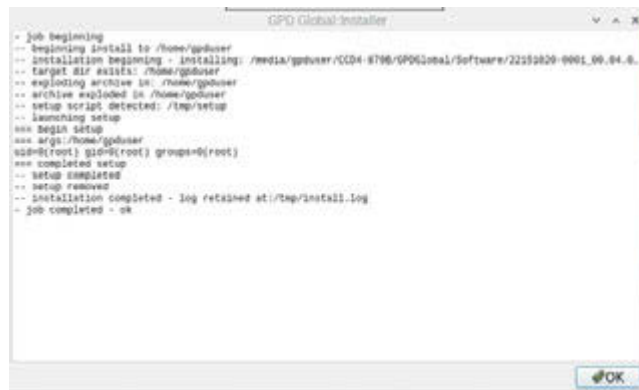 GPD Global Installer
- job beginning
-- beginning install to /home/gpduser
-- installation beginning - installing: /media/gpduser/CCD4-879B/GPDGlobal/Software/22151020-0001_00.04.0.
-- target dir exists: /home/gpduser
-- exploding archive in: /home/gpduser
-- archive exploded in /home/gpduser
-- setup script detected: /tmp/setup
-- launching setup
=== begin setup
=== args:/home/gpduser
uid=0(root) gid=0(root) groups=0(root)
=== completed setup
-- setup completed
-- setup removed
-- installation completed - log retained at:/tmp/install.log
- job completed - ok
OK